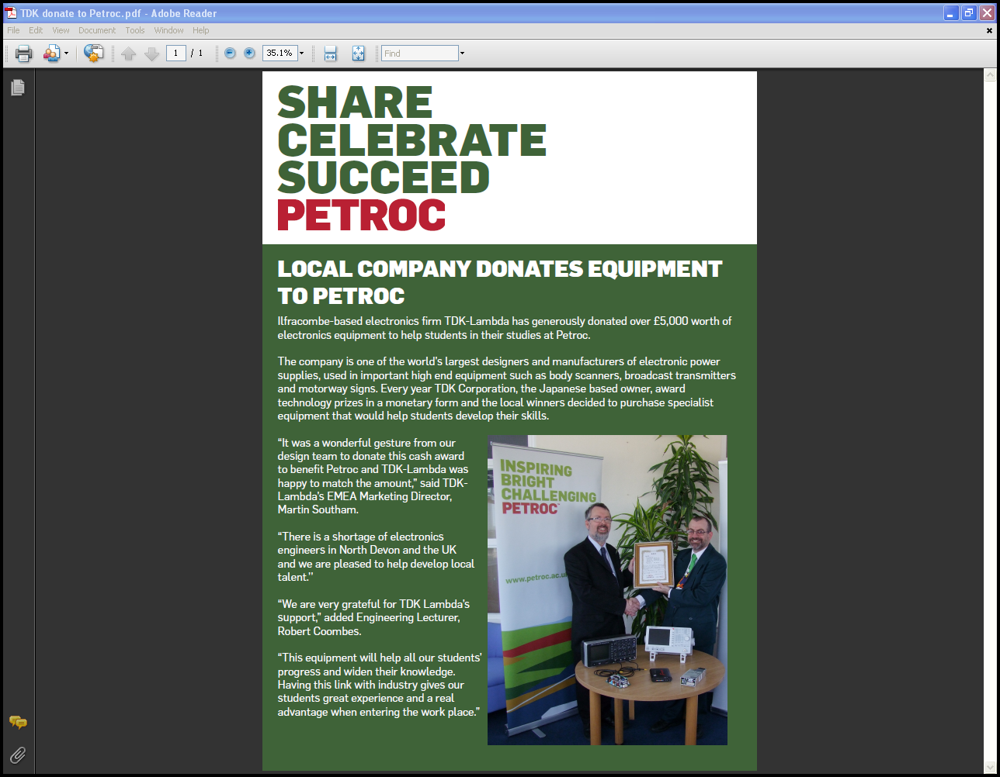 TDK donate to Petroc.pdf - Adobe Reader
File Edit View Document Tools Window Help
1 / 1 35.1% Find
SHARE
CELEBRATE
SUCCEED
PETROC
LOCAL COMPANY DONATES EQUIPMENT
TO PETROC
Ilfracombe-based electronics firm TDK-Lambda has generously donated over £5,000 worth of
electronics equipment to help students in their studies at Petroc.
The company is one of the world's largest designers and manufacturers of electronic power
supplies, used in important high end equipment such as body scanners, broadcast transmitters
and motorway signs. Every year TDK Corporation, the Japanese based owner, award
technology prizes in a monetary form and the local winners decided to purchase specialist
equipment that would help students develop their skills.
“It was a wonderful gesture from our
design team to donate this cash award
to benefit Petroc and TDK-Lambda was
happy to match the amount,” said TDK-
Lambda's EMEA Marketing Director,
Martin Southam.
“There is a shortage of electronics
engineers in North Devon and the UK
and we are pleased to help develop local
talent.’’
“We are very grateful for TDK Lambda's
support,” added Engineering Lecturer,
Robert Coombes.
“This equipment will help all our students'
progress and widen their knowledge.
Having this link with industry gives our
students great experience and a real
advantage when entering the work place.”
INSPIRING
BRIGHT
CHALLENGING
PETROC
www.petroc.ac.u